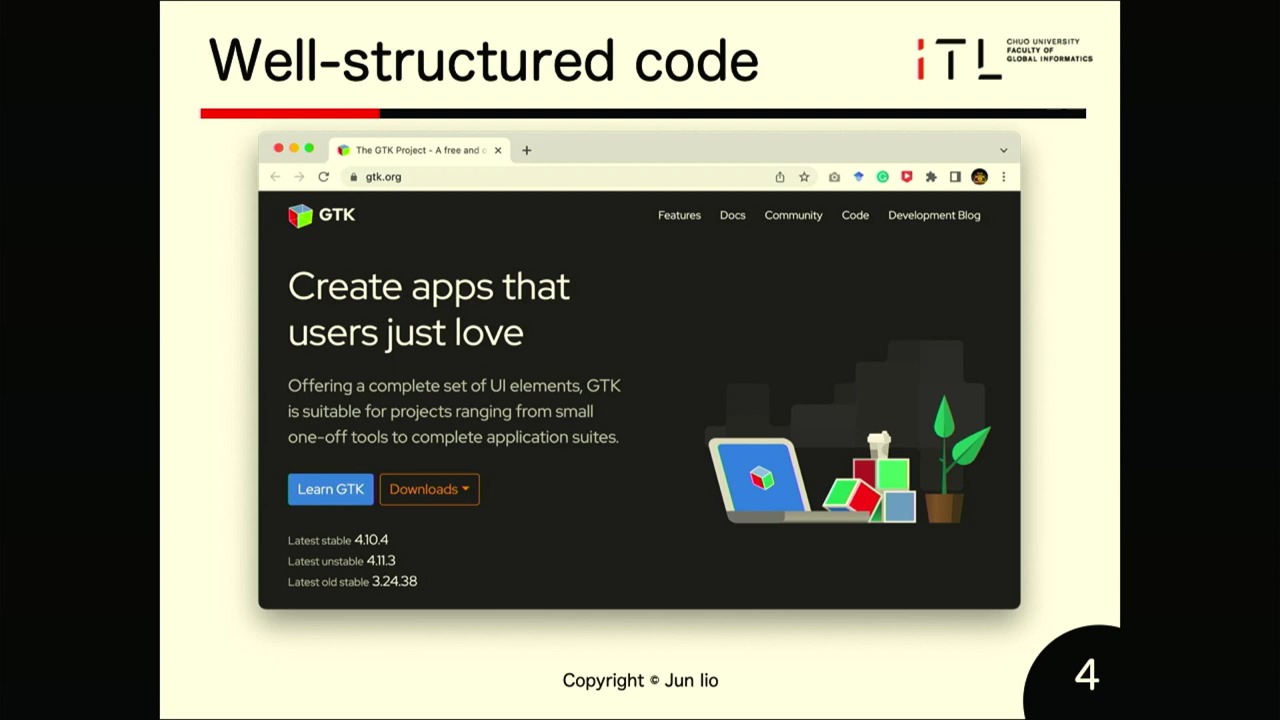 Well-structured code
iTL
CHUO UNIVERSITY
FACULTY OF
GLOBAL INFORMATICS
The GTK Project - A free and o
gtk.org
GTK
Features Docs Community Code Development Blog
Create apps that
users just love
Offering a complete set of UI elements, GTK
is suitable for projects ranging from small
one-off tools to complete application suites.
Learn GTK Downloads
Latest stable 4.10.4
Latest unstable 4.11.3
Latest old stable 3.24.38
Copyright © Jun Iio
4